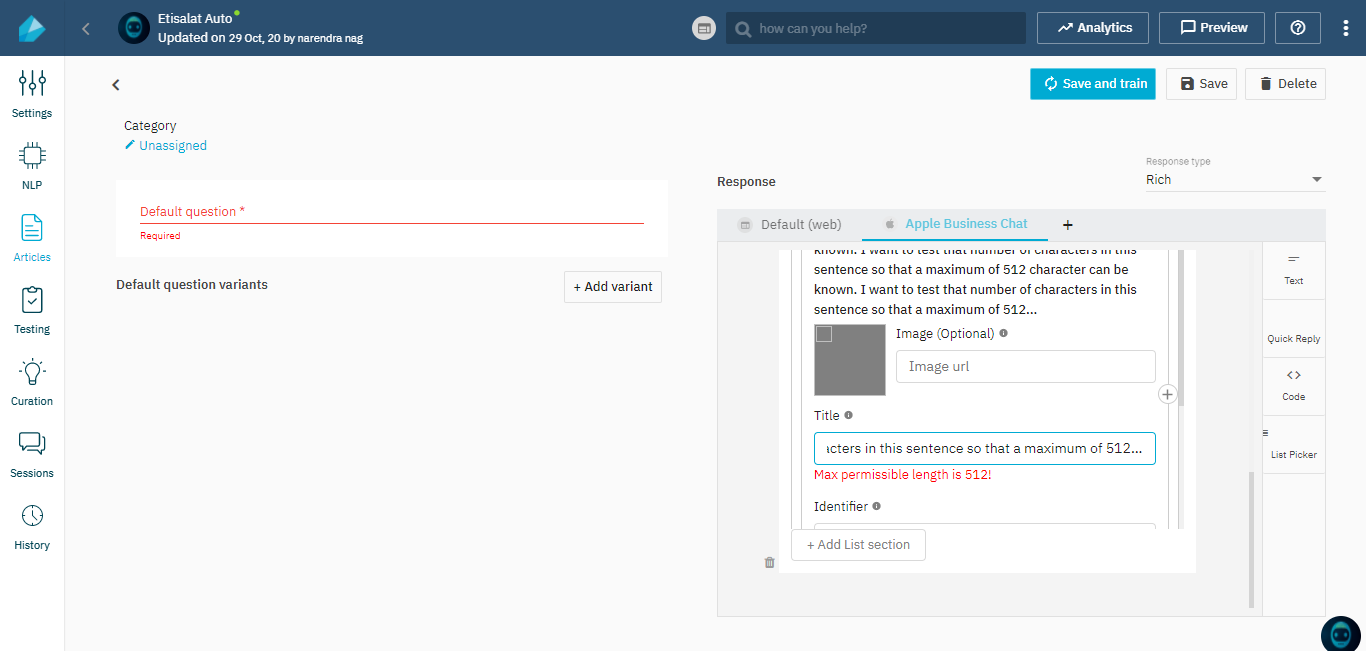 Etisalat Auto
Updated on 29 Oct, 20 by narendra nag
how can you help?
Analytics
Preview
Settings
NLP
Articles
Testing
Curation
Sessions
History
Save and train
Save
Delete
Category
Unassigned
Default question *
Required
Default question variants
+ Add variant
Response
Response type
Rich
Default (web)
Apple Business Chat
+
known. I want to test that number of characters in this
sentence so that a maximum of 512 character can be
known. I want to test that number of characters in this
sentence so that a maximum of 512...
Image (Optional)
Image url
Title
acters in this sentence so that a maximum of 512...
Max permissible length is 512!
Identifier
+ Add List section
Text
Quick Reply
Code
List Picker